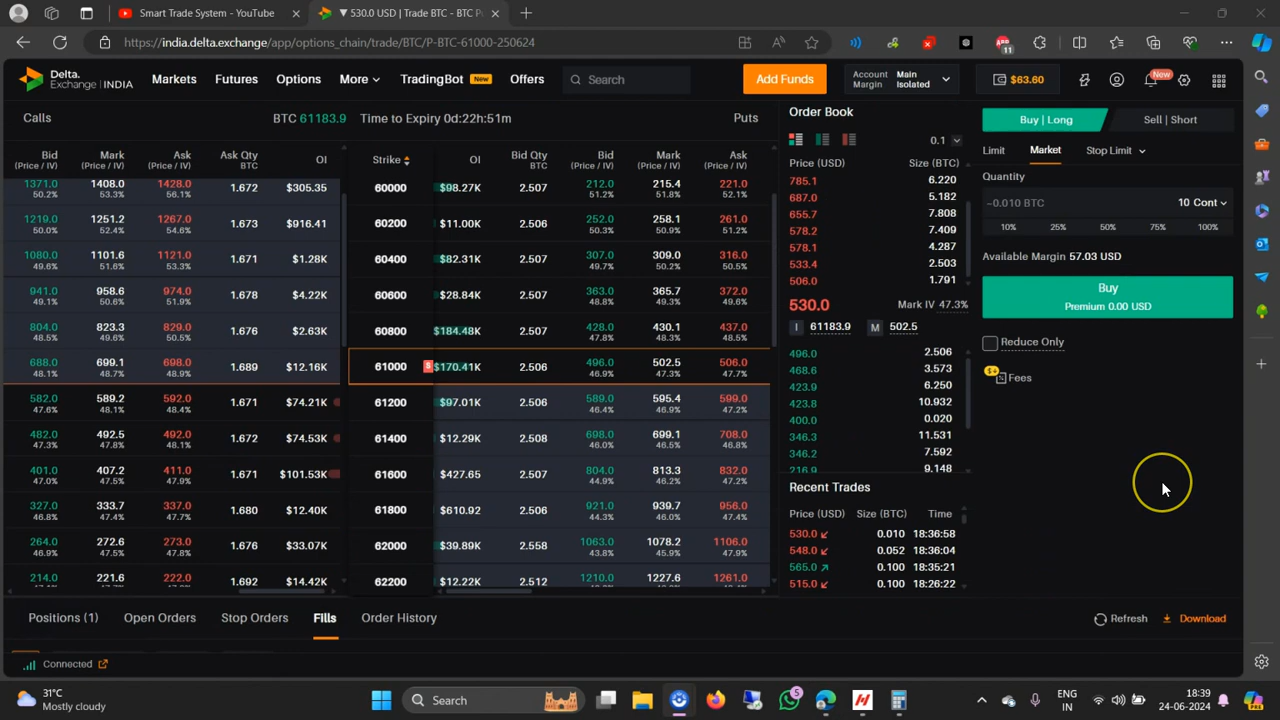 Smart Trade System - YouTube
▼ 530.0 USD | Trade BTC - BTC P
https://india.delta.exchange/app/options_chain/trade/BTC/P-BTC-61000-250624
11
Delta.
Exchange INDIA
Markets Futures Options More TradingBot New Offers Search Add Funds
Account Main
Margin Isolated
$63.60
New
Calls BTC 61183.9 Time to Expiry 0d:22h:51m Puts
Bid Mark Ask Ask Qty OI Strike OI Bid Qty Bid Mark Ask
(Price / IV) (Price / IV) (Price / IV) BTC BTC (Price / IV) (Price / IV) (Price / IV)
1371.0 1408.0 1428.0 1.672 $305.35 60000 $98.27K 2.507 212.0 215.4 221.0
50.2% 53.3% 56.1% 51.2% 51.8% 52.1%
1219.0 1251.2 1267.0 1.673 $916.41 60200 $11.00K 2.507 252.0 258.1 261.0
50.0% 52.4% 54.6% 50.3% 50.9% 51.2%
1080.0 1101.6 1121.0 1.671 $1.28K 60400 $82.31K 2.507 307.0 309.0 316.0
49.6% 51.6% 53.3% 49.7% 50.2% 50.5%
941.0 958.6 974.0 1.678 $4.22K 60600 $28.84K 2.507 363.0 365.7 372.0
49.1% 50.6% 51.9% 48.8% 49.3% 49.6%
804.0 823.3 829.0 1.676 $2.63K 60800 $184.48K 2.507 428.0 430.1 437.0
48.5% 49.6% 50.5% 47.8% 48.3% 48.5%
688.0 699.1 698.0 1.689 $12.16K 61000 S $170.41K 2.506 496.0 502.5 506.0
48.1% 48.7% 48.9% 46.9% 47.3% 47.7%
582.0 589.2 592.0 1.671 $74.21K 61200 $97.01K 2.506 589.0 595.4 599.0
47.6% 48.1% 48.2% 46.4% 46.9% 47.2%
482.0 492.5 492.0 1.672 $74.53K 61400 $12.29K 2.508 698.0 699.1 708.0
47.3% 48.1% 48.2% 46.0% 46.5% 46.8%
401.0 407.2 411.0 1.671 $101.53K 61600 $427.65 2.507 804.0 813.3 832.0
47.0% 47.7% 47.9% 44.9% 46.2% 47.2%
327.0 333.7 337.0 1.680 $12.40K 61800 $610.92 2.507 921.0 939.7 956.0
46.8% 47.4% 47.7% 44.3% 46.0% 47.4%
264.0 272.6 273.0 1.676 $33.07K 62000 $39.89K 2.558 1063.0 1078.2 1106.0
46.9% 47.5% 47.8% 43.8% 45.9% 47.9%
214.0 221.6 222.0 1.692 $14.42K 62200 $12.22K 2.512 1210.0 1227.6 1261.0
Order Book
0.1
Price (USD) Size (BTC)
785.1 6.220
687.0 5.182
655.7 7.808
578.2 7.409
578.1 4.287
533.4 2.503
506.0 1.791
530.0 Mark IV 47.3%
I 61183.9 M 502.5
496.0 2.506
468.6 3.573
423.9 6.250
423.8 10.932
400.0 0.020
346.3 11.531
346.2 7.592
216.9 9.148
Recent Trades
Price (USD) Size (BTC) Time
530.0 0.010 18:36:58
548.0 0.052 18:36:04
565.0 0.100 18:35:21
515.0 0.100 18:26:22
Buy | Long Sell | Short
Limit Market Stop Limit
Quantity
~0.010 BTC 10 Cont
10% 25% 50% 75% 100%
Available Margin 57.03 USD
Buy
Premium 0.00 USD
Reduce Only
Fees
Positions (1) Open Orders Stop Orders Fills Order History Refresh Download
Connected
31°C
Mostly cloudy
Search
ENG
IN
18:39
24-06-2024